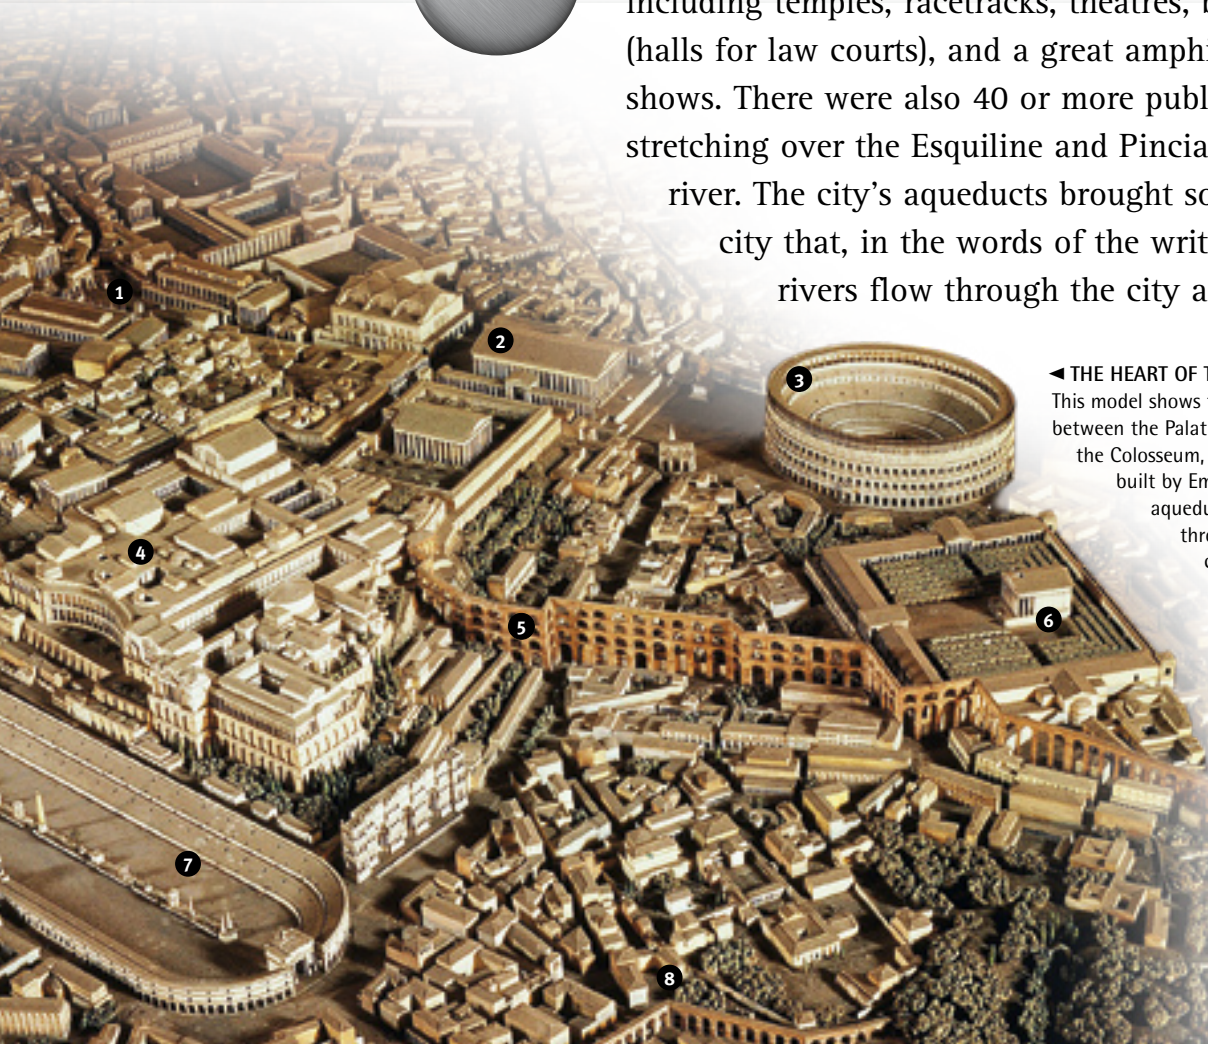 including temples, racetracks, theatres, b
(halls for law courts), and a great amphi
shows. There were also 40 or more publ
stretching over the Esquiline and Pincia
river. The city’s aqueducts brought so
city that, in the words of the writ
rivers flow through the city a
◄ THE HEART OF T
This model shows
between the Palat
the Colosseum,
built by Em
aquedu
thr
1
2
3
4
5
6
7
8